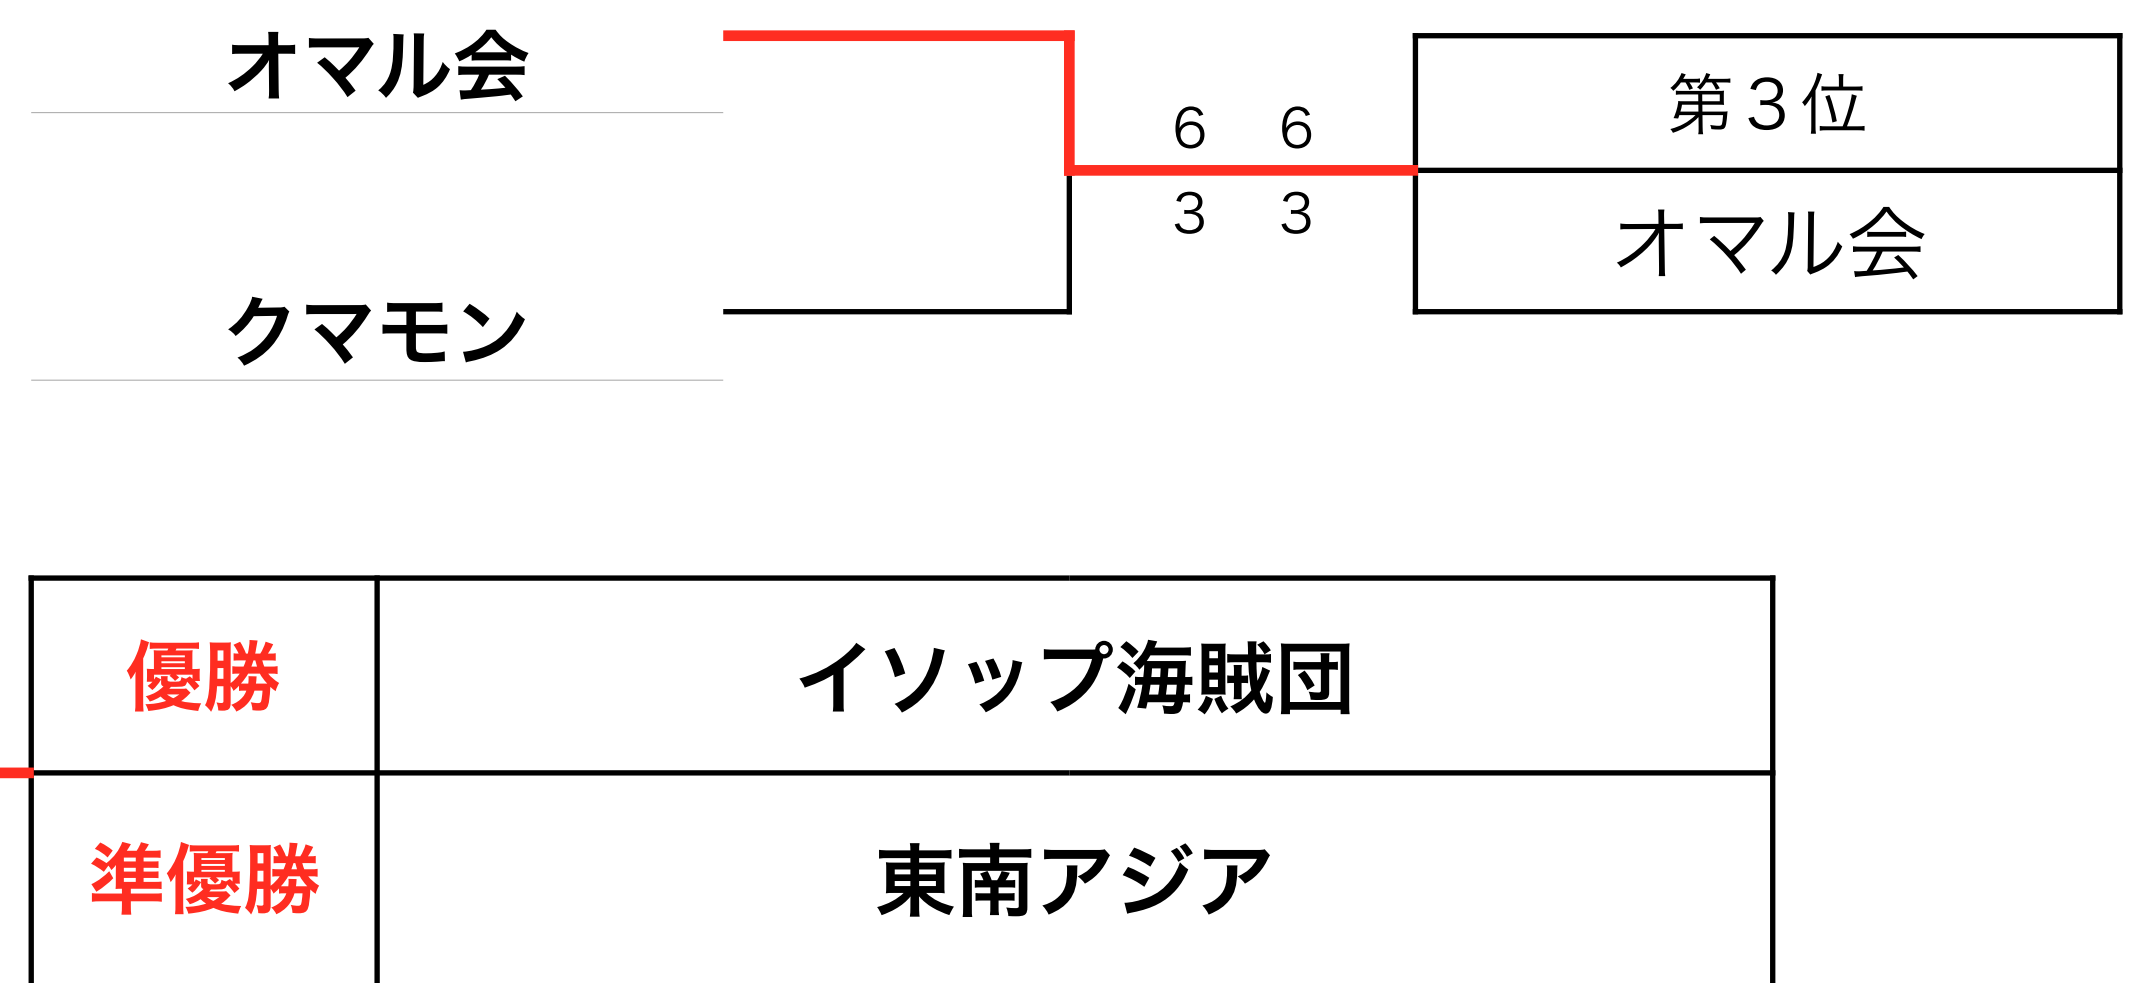 オマル会
第３位
6 6
3 3
オマル会
クマモン
優勝
イソップ海賊団
準優勝
東南アジア